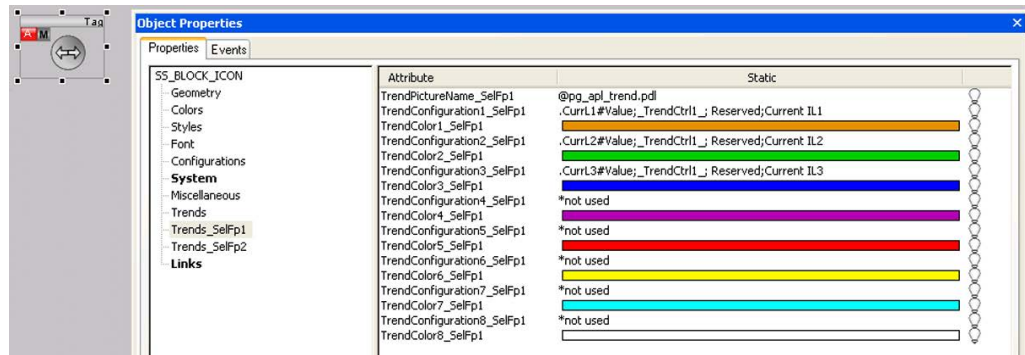 Tag
A M
Object Properties
Properties Events
SS_BLOCK_ICON
Geometry
Colors
Styles
Font
Configurations
System
Miscellaneous
Trends
Trends_SelFp1
Trends_SelFp2
Links
Attribute Static
TrendPictureName_SelFp1 @pg_apl_trend.pdl
TrendConfiguration1_SelFp1 .CurrL1#Value;_TrendCtrl1_; Reserved;Current IL1
TrendColor1_SelFp1
TrendConfiguration2_SelFp1 .CurrL2#Value;_TrendCtrl1_; Reserved;Current IL2
TrendColor2_SelFp1
TrendConfiguration3_SelFp1 .CurrL3#Value;_TrendCtrl1_; Reserved;Current IL3
TrendColor3_SelFp1
TrendConfiguration4_SelFp1 *not used
TrendColor4_SelFp1
TrendConfiguration5_SelFp1 *not used
TrendColor5_SelFp1
TrendConfiguration6_SelFp1 *not used
TrendColor6_SelFp1
TrendConfiguration7_SelFp1 *not used
TrendColor7_SelFp1
TrendConfiguration8_SelFp1 *not used
TrendColor8_SelFp1